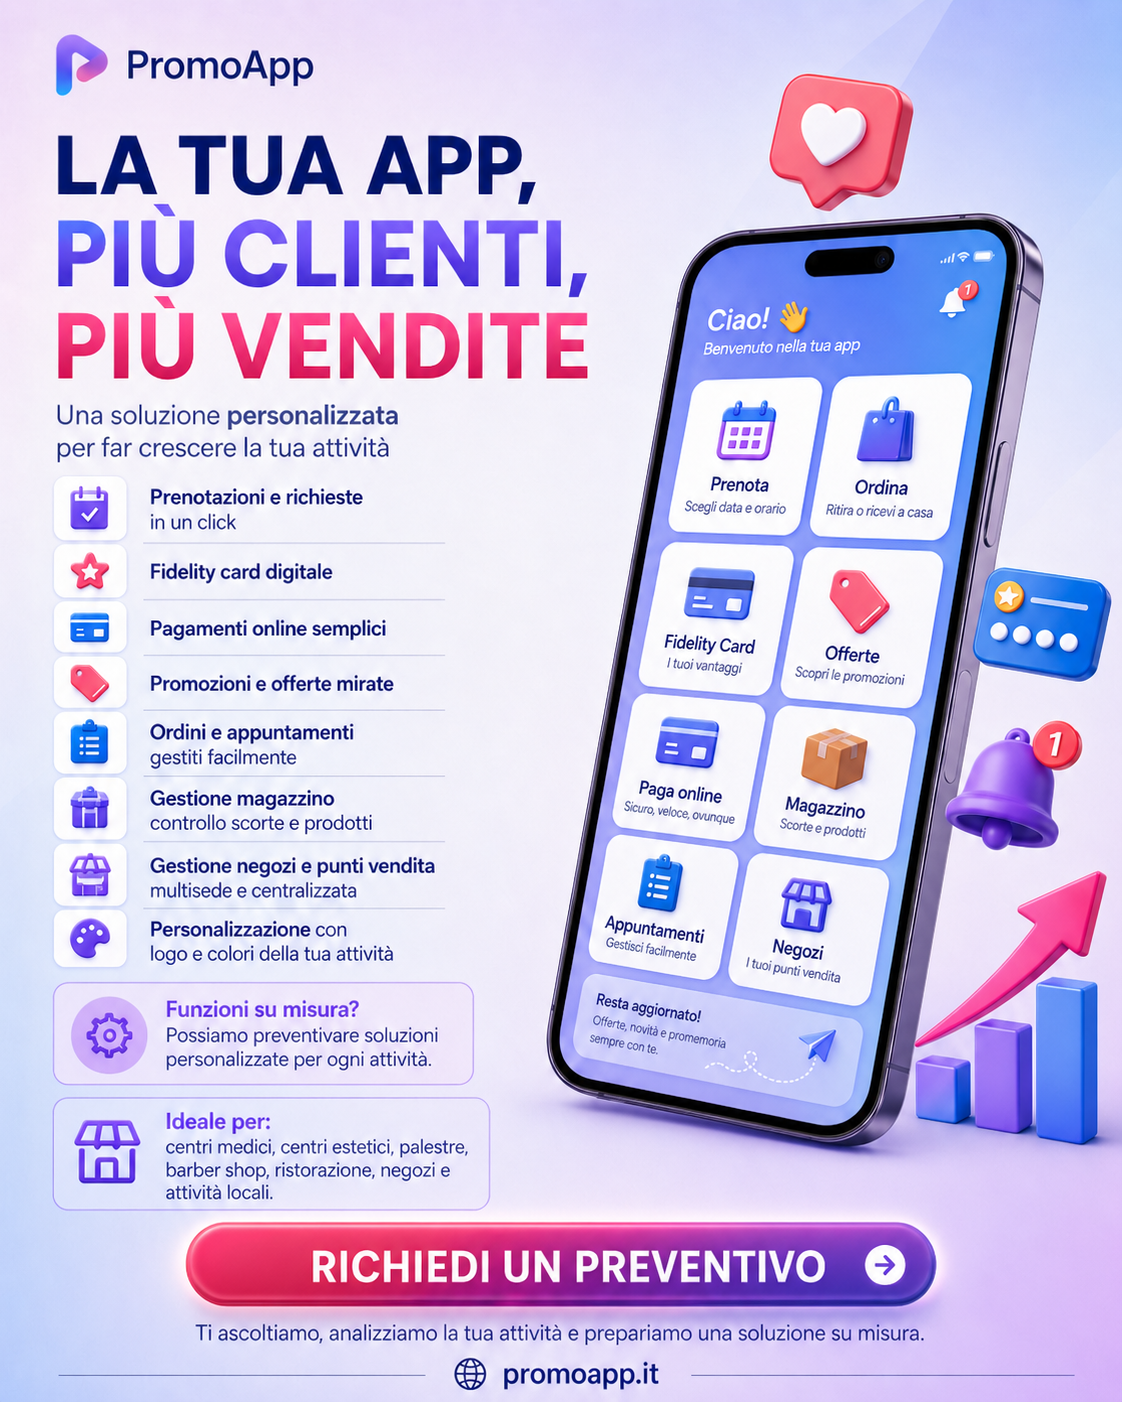 PromoApp
LA TUA APP,
PIÙ CLIENTI,
PIÙ VENDITE
Una soluzione personalizzata
per far crescere la tua attività
Prenotazioni e richieste
in un click
Fidelity card digitale
Pagamenti online semplici
Promozioni e offerte mirate
Ordini e appuntamenti
gestiti facilmente
Gestione magazzino
controllo scorte e prodotti
Gestione negozi e punti vendita
multisede e centralizzata
Personalizzazione con
logo e colori della tua attività
Funzioni su misura?
Possiamo preventivare soluzioni
personalizzate per ogni attività.
Ideale per:
centri medici, centri estetici, palestre,
barber shop, ristorazione, negozi e
attività locali.
1
Ciao!
Benvenuto nella tua app
Prenota
Scegli data e orario
Ordina
Ritira o ricevi a casa
Fidelity Card
I tuoi vantaggi
Offerte
Scopri le promozioni
Paga online
Sicuro, veloce, ovunque
Magazzino
Scorte e prodotti
Appuntamenti
Gestisci facilmente
Negozi
I tuoi punti vendita
Resta aggiornato!
Offerte, novità e promemoria
sempre con te.
1
RICHIEDI UN PREVENTIVO
Ti ascoltiamo, analizziamo la tua attività e prepariamo una soluzione su misura.
promoapp.it